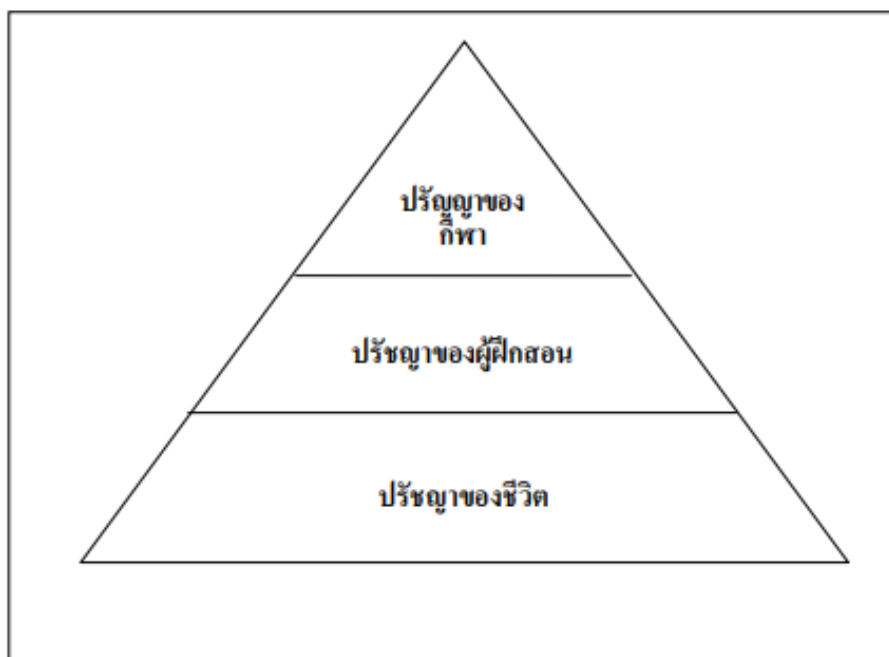 ปรัญญาของ
กีฬา
ปรัชญาของผู้ฝึกสอน
ปรัชญาของชีวิต